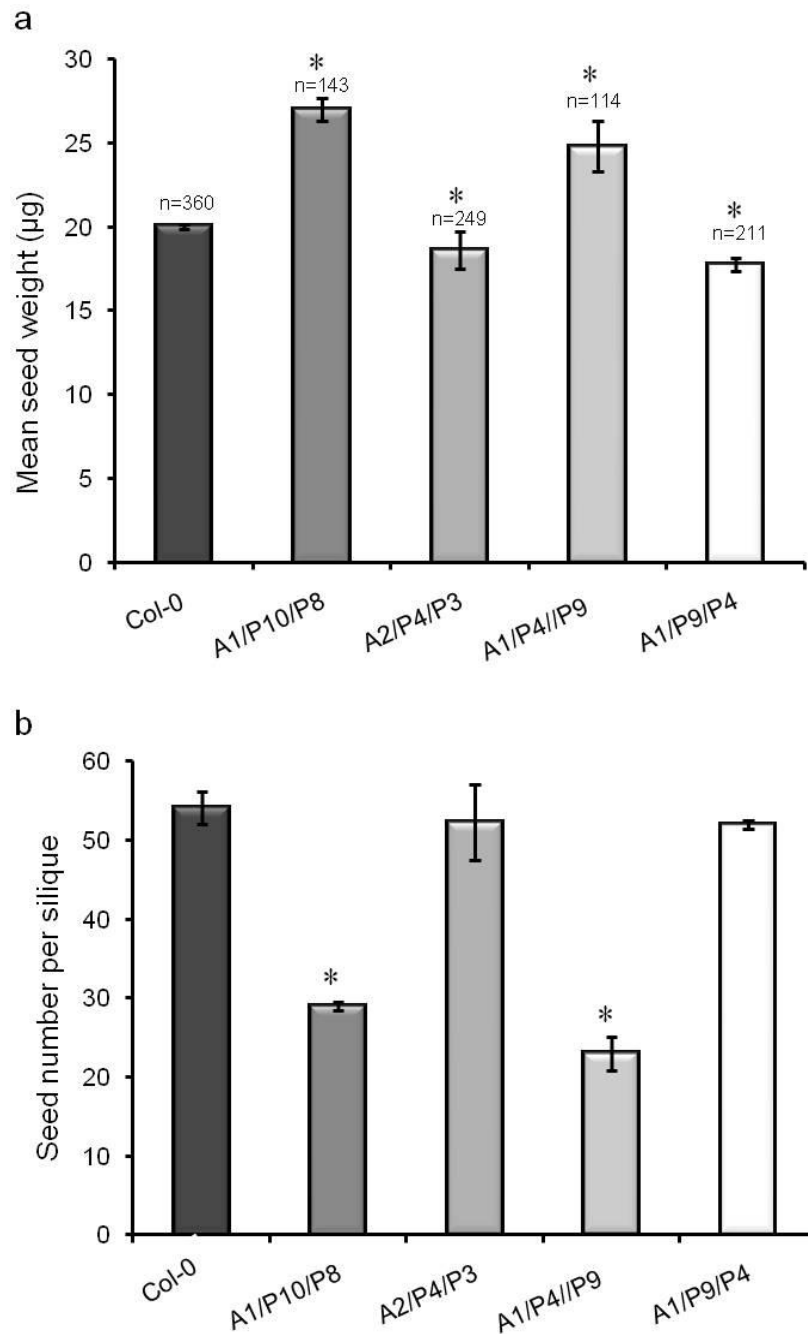 a
Mean seed weight (µg)
30
25
20
15
10
5
0
n=360
*
n=143
*
n=249
*
n=114
*
n=211
Col-0
A1/P10/P8
A2/P4/P3
A1/P4//P9
A1/P9/P4
b
Seed number per silique
60
50
40
30
20
10
0
*
*
Col-0
A1/P10/P8
A2/P4/P3
A1/P4//P9
A1/P9/P4